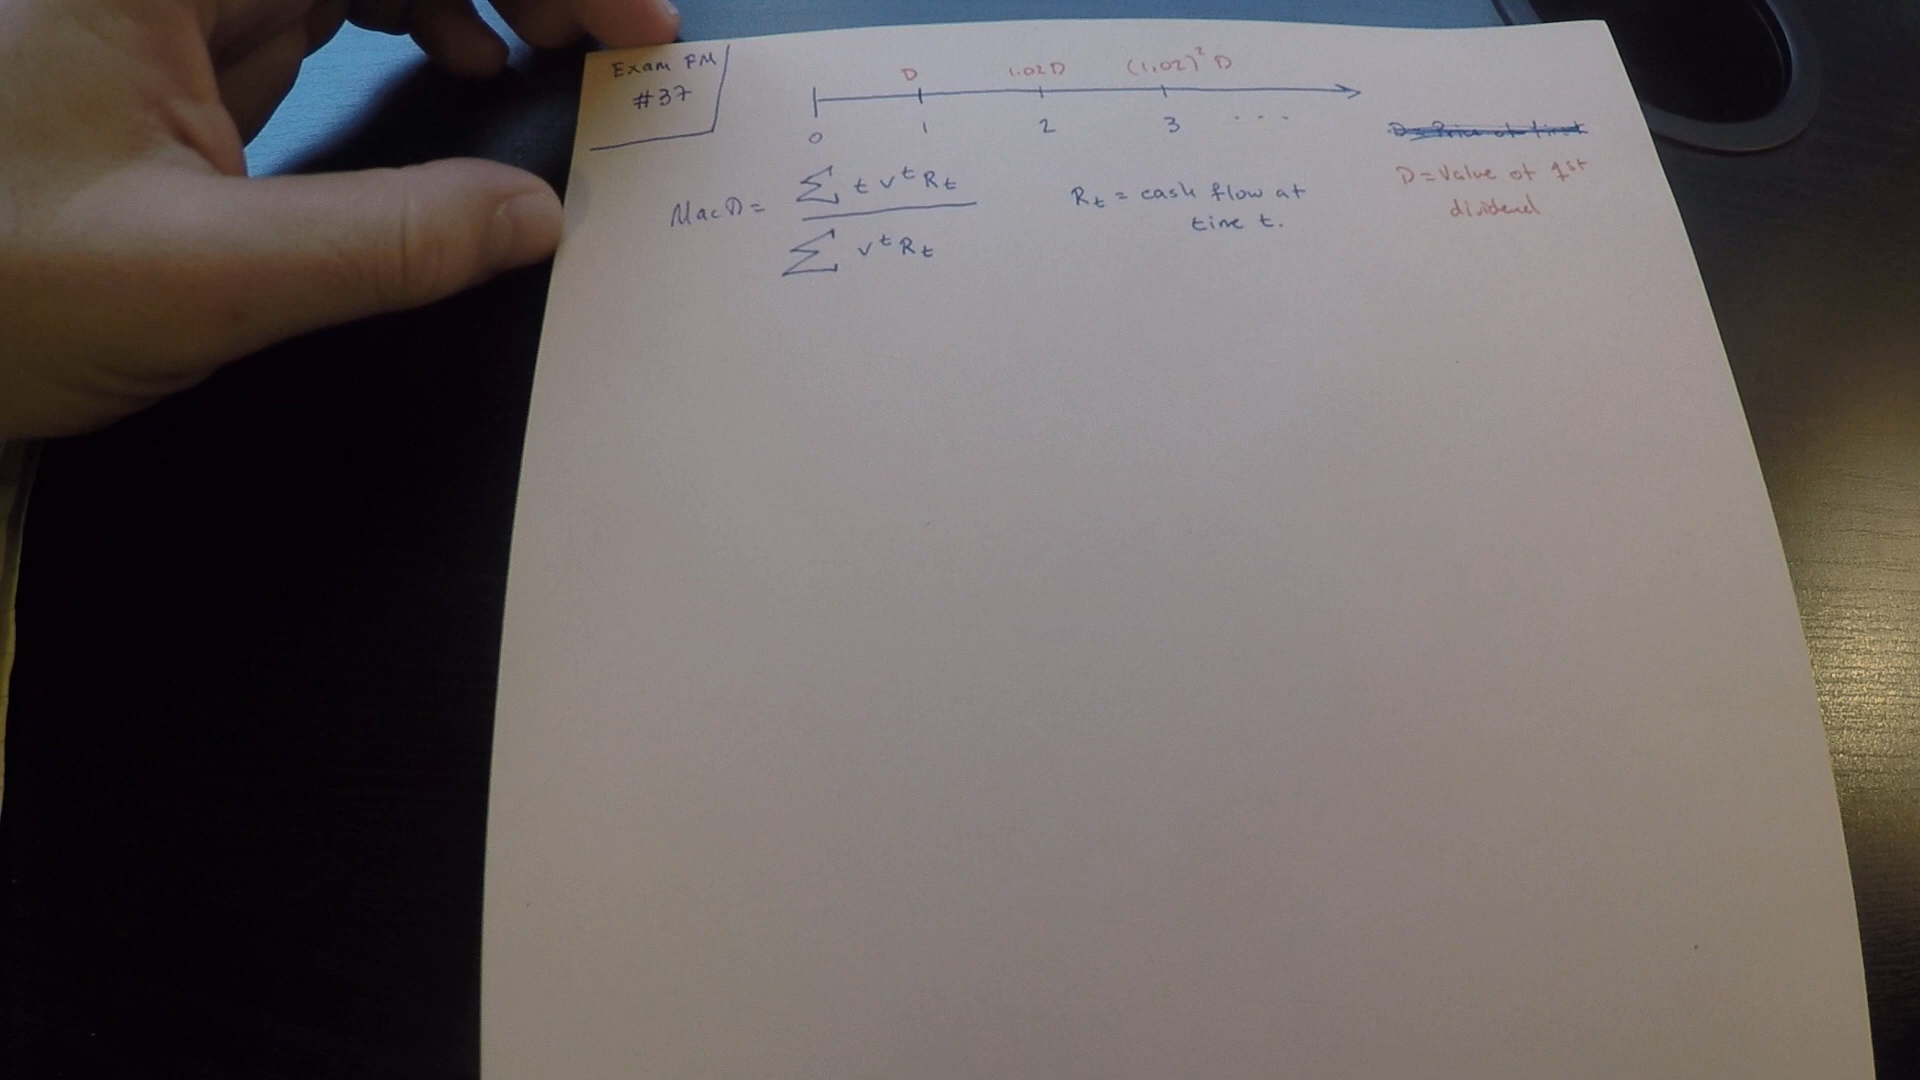 Exam FM
#37
D 1.02D (1.02)² D
0 1 2 3 ...
D = Price of first
D = Value of 1st
dividend
MacD = ∑ t v^t R_t
∑ v^t R_t
R_t = cash flow at
time t.